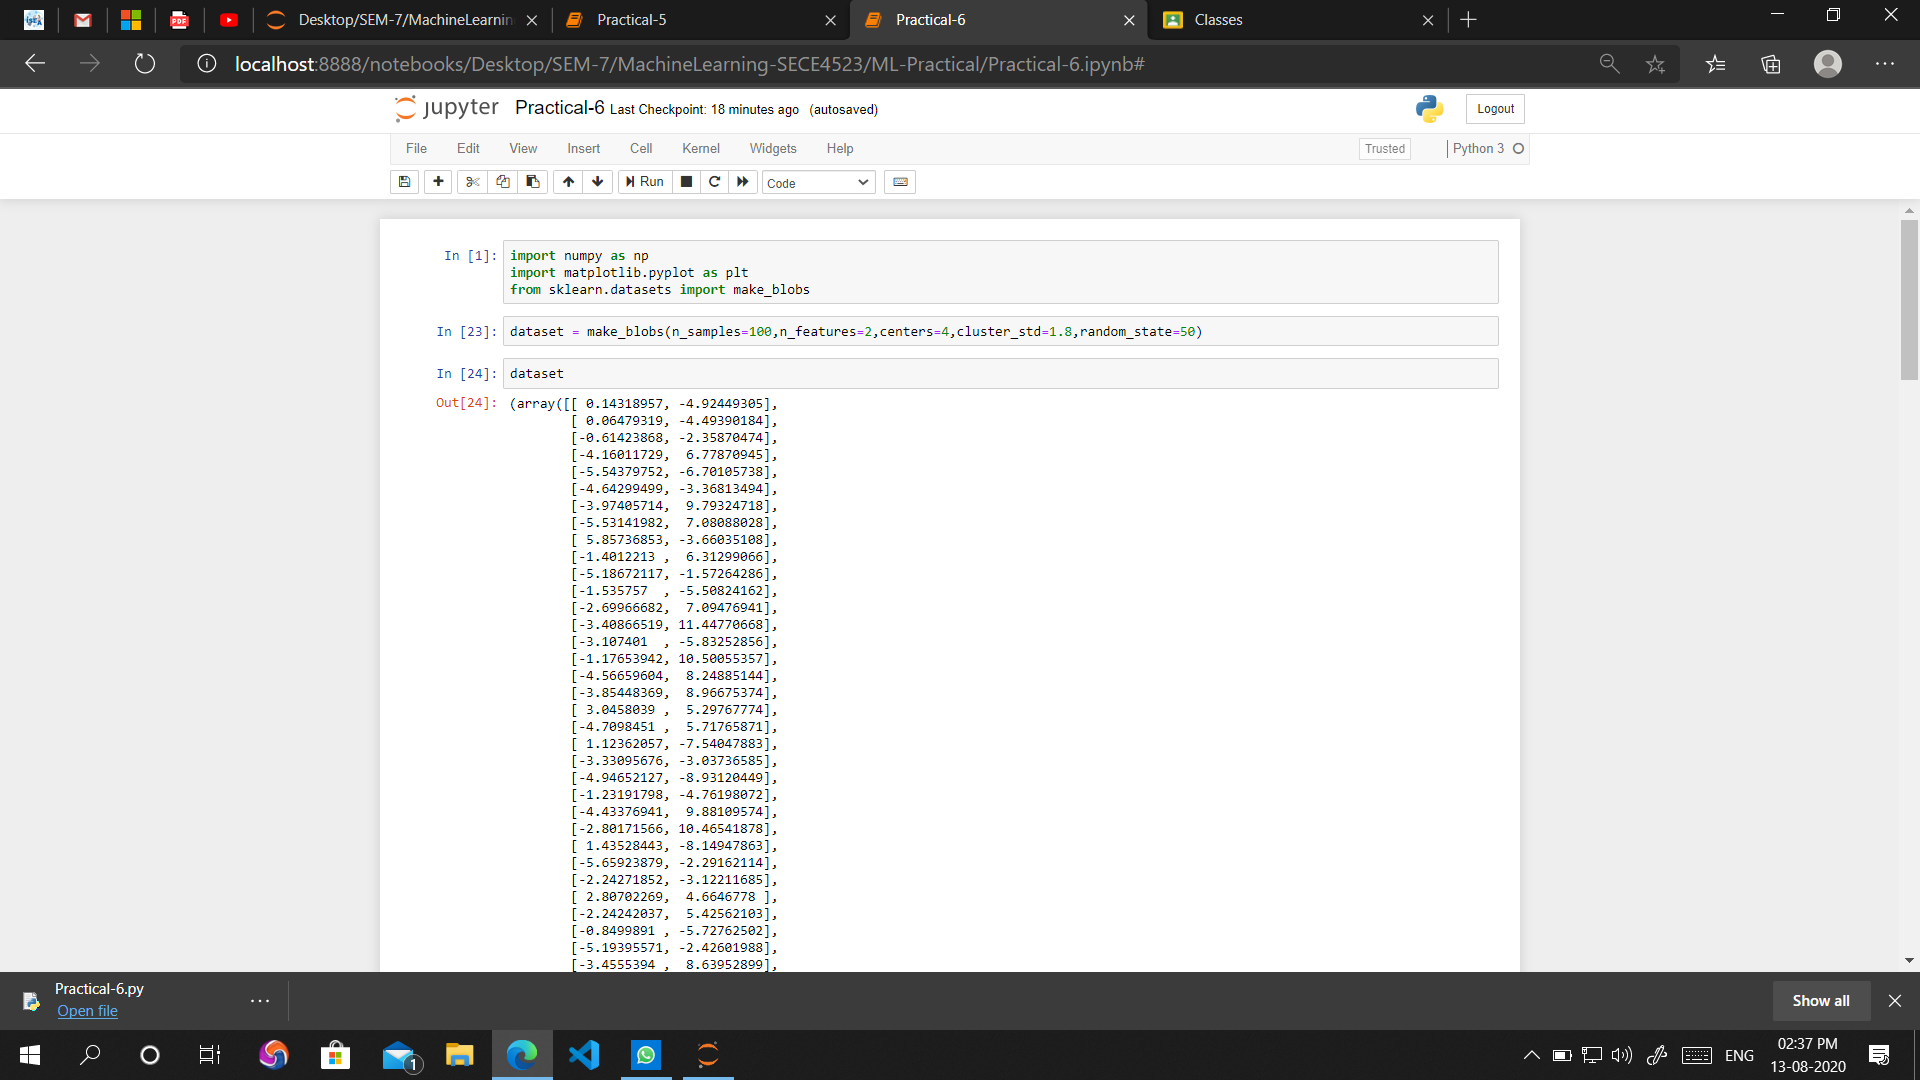 Desktop/SEM-7/MachineLearnin
Practical-5
Practical-6
Classes
localhost:8888/notebooks/Desktop/SEM-7/MachineLearning-SECE4523/ML-Practical/Practical-6.ipynb#
jupyter Practical-6 Last Checkpoint: 18 minutes ago (autosaved)
Logout
File Edit View Insert Cell Kernel Widgets Help
Trusted
Python 3
Run
Code
In [1]: import numpy as np
import matplotlib.pyplot as plt
from sklearn.datasets import make_blobs
In [23]: dataset = make_blobs(n_samples=100,n_features=2,centers=4,cluster_std=1.8,random_state=50)
In [24]: dataset
Out[24]: (array([[ 0.14318957, -4.92449305],
[ 0.06479319, -4.49390184],
[-0.61423868, -2.35870474],
[-4.16011729,  6.77870945],
[-5.54379752, -6.70105738],
[-4.64299499, -3.36813494],
[-3.97405714,  9.79324718],
[-5.53141982,  7.08088028],
[ 5.85736853, -3.66035108],
[-1.4012213 ,  6.31299066],
[-5.18672117, -1.57264286],
[-1.535757  , -5.50824162],
[-2.69966682,  7.09476941],
[-3.40866519, 11.44770668],
[-3.107401  , -5.83252856],
[-1.17653942, 10.50055357],
[-4.56659604,  8.24885144],
[-3.85448369,  8.96675374],
[ 3.0458039 ,  5.29767774],
[-4.7098451 ,  5.71765871],
[ 1.12362057, -7.54047883],
[-3.33095676, -3.03736585],
[-4.94652127, -8.93120449],
[-1.23191798, -4.76198072],
[-4.43376941,  9.88109574],
[-2.80171566, 10.46541878],
[ 1.43528443, -8.14947863],
[-5.65923879, -2.29162114],
[-2.24271852, -3.12211685],
[ 2.80702269,  4.6646778 ],
[-2.24242037,  5.42562103],
[-0.8499891 , -5.72762502],
[-5.19395571, -2.42601988],
[-3.4555394 ,  8.63952899],
Practical-6.py
Open file
Show all
1
ENG
02:37 PM
13-08-2020